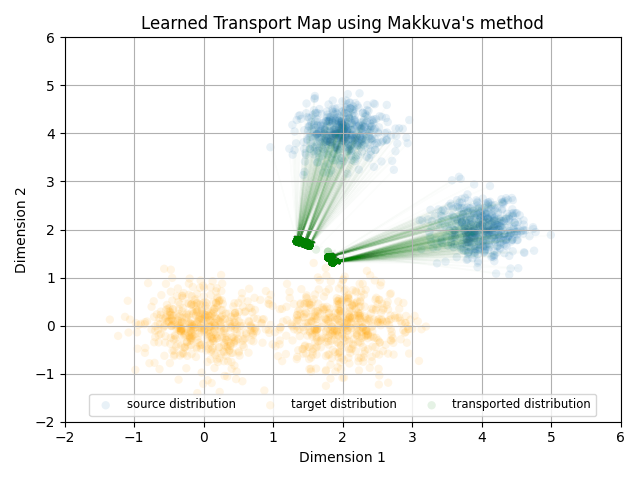 Learned Transport Map using Makkuva's method
6
5
4
3
2
1
0
−1
−2
Dimension 2
source distribution target distribution transported distribution
−2 −1 0 1 2 3 4 5 6
Dimension 1